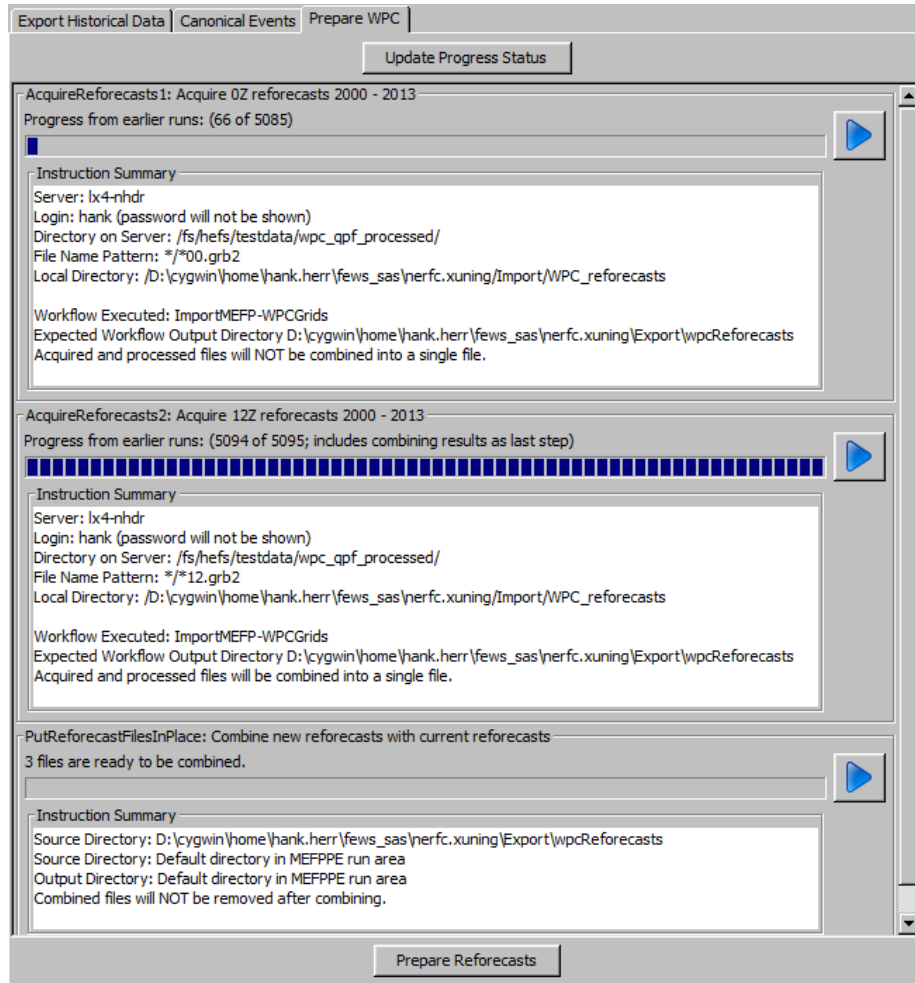 Export Historical Data Canonical Events Prepare WPC
Update Progress Status
AcquireReforecasts1: Acquire 0Z reforecasts 2000 - 2013
Progress from earlier runs: (66 of 5085)
Instruction Summary
Server: lx4-nhdr
Login: hank (password will not be shown)
Directory on Server: /fs/hefs/testdata/wpc_qpf_processed/
File Name Pattern: */*00.grb2
Local Directory: /D:\cygwin\home\hank.herr\fews_sas\nerfc.xuning/Import/WPC_reforecasts
Workflow Executed: ImportMEFP-WPCGrids
Expected Workflow Output Directory D:\cygwin\home\hank.herr\fews_sas\nerfc.xuning\Export\wpcReforecasts
Acquired and processed files will NOT be combined into a single file.
AcquireReforecasts2: Acquire 12Z reforecasts 2000 - 2013
Progress from earlier runs: (5094 of 5095; includes combining results as last step)
Instruction Summary
Server: lx4-nhdr
Login: hank (password will not be shown)
Directory on Server: /fs/hefs/testdata/wpc_qpf_processed/
File Name Pattern: */*12.grb2
Local Directory: /D:\cygwin\home\hank.herr\fews_sas\nerfc.xuning/Import/WPC_reforecasts
Workflow Executed: ImportMEFP-WPCGrids
Expected Workflow Output Directory D:\cygwin\home\hank.herr\fews_sas\nerfc.xuning\Export\wpcReforecasts
Acquired and processed files will be combined into a single file.
PutReforecastFilesInPlace: Combine new reforecasts with current reforecasts
3 files are ready to be combined.
Instruction Summary
Source Directory: D:\cygwin\home\hank.herr\fews_sas\nerfc.xuning\Export\wpcReforecasts
Source Directory: Default directory in MEFPPE run area
Output Directory: Default directory in MEFPPE run area
Combined files will NOT be removed after combining.
Prepare Reforecasts